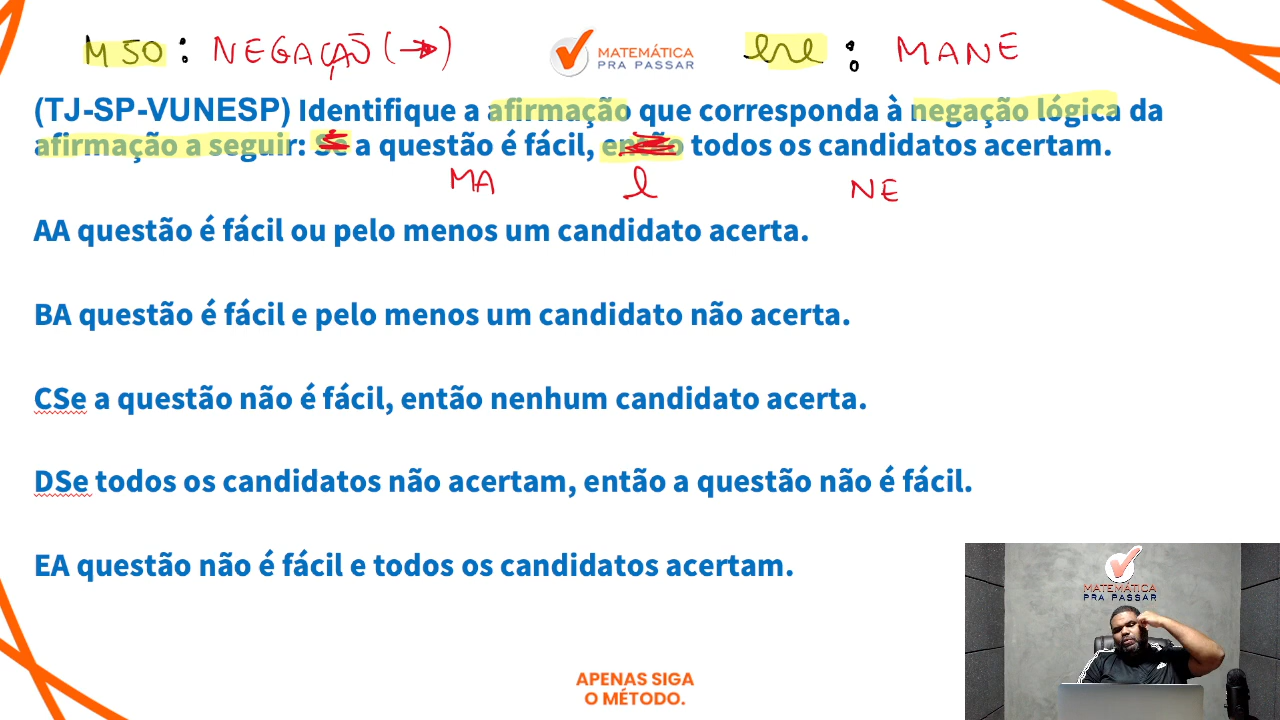 M50 : NEGAÇÃO (→)
MATEMÁTICA
PRA PASSAR
: MANE
(TJ-SP-VUNESP) Identifique a afirmação que corresponda à negação lógica da
afirmação a seguir: Se a questão é fácil, então todos os candidatos acertam.
MA e NE
AA questão é fácil ou pelo menos um candidato acerta.
BA questão é fácil e pelo menos um candidato não acerta.
CSe a questão não é fácil, então nenhum candidato acerta.
DSe todos os candidatos não acertam, então a questão não é fácil.
EA questão não é fácil e todos os candidatos acertam.
MATEMÁTICA
PRA PASSAR
APENAS SIGA
O MÉTODO.